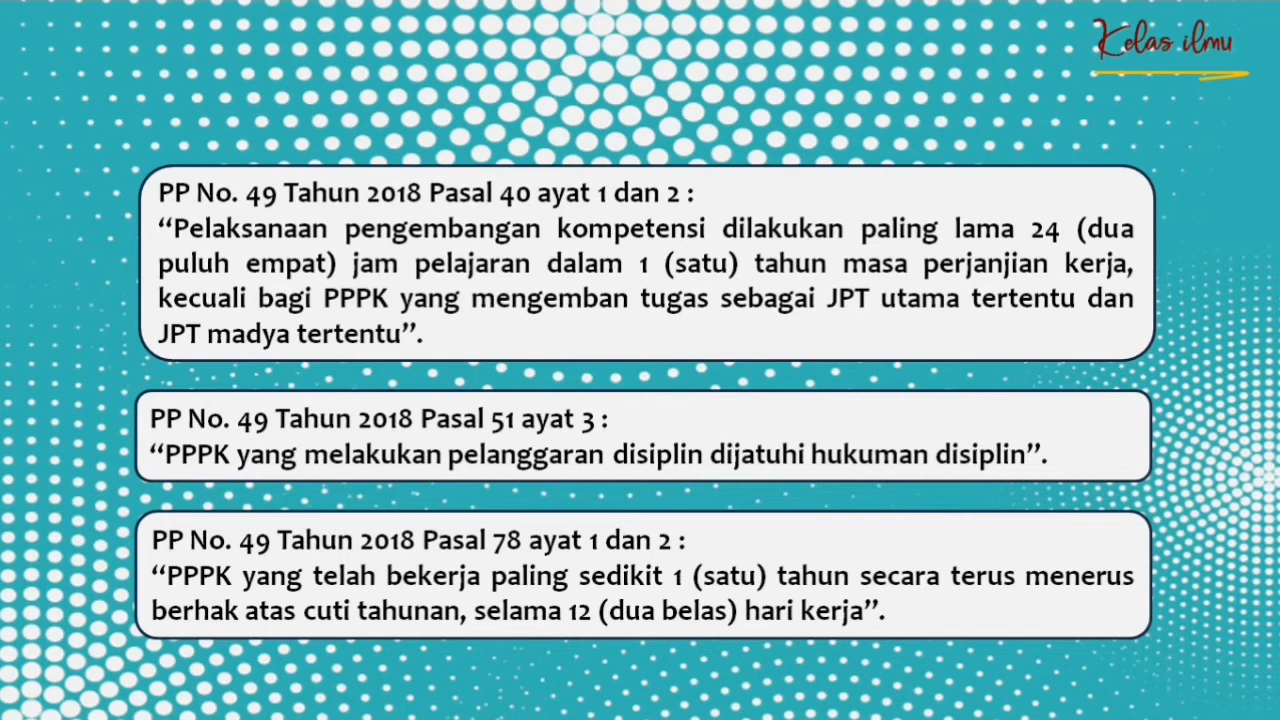 Kelas ilmu
PP No. 49 Tahun 2018 Pasal 40 ayat 1 dan 2 :
“Pelaksanaan pengembangan kompetensi dilakukan paling lama 24 (dua
puluh empat) jam pelajaran dalam 1 (satu) tahun masa perjanjian kerja,
kecuali bagi PPPK yang mengemban tugas sebagai JPT utama tertentu dan
JPT madya tertentu”.
PP No. 49 Tahun 2018 Pasal 51 ayat 3 :
“PPPK yang melakukan pelanggaran disiplin dijatuhi hukuman disiplin”.
PP No. 49 Tahun 2018 Pasal 78 ayat 1 dan 2 :
“PPPK yang telah bekerja paling sedikit 1 (satu) tahun secara terus menerus
berhak atas cuti tahunan, selama 12 (dua belas) hari kerja”.